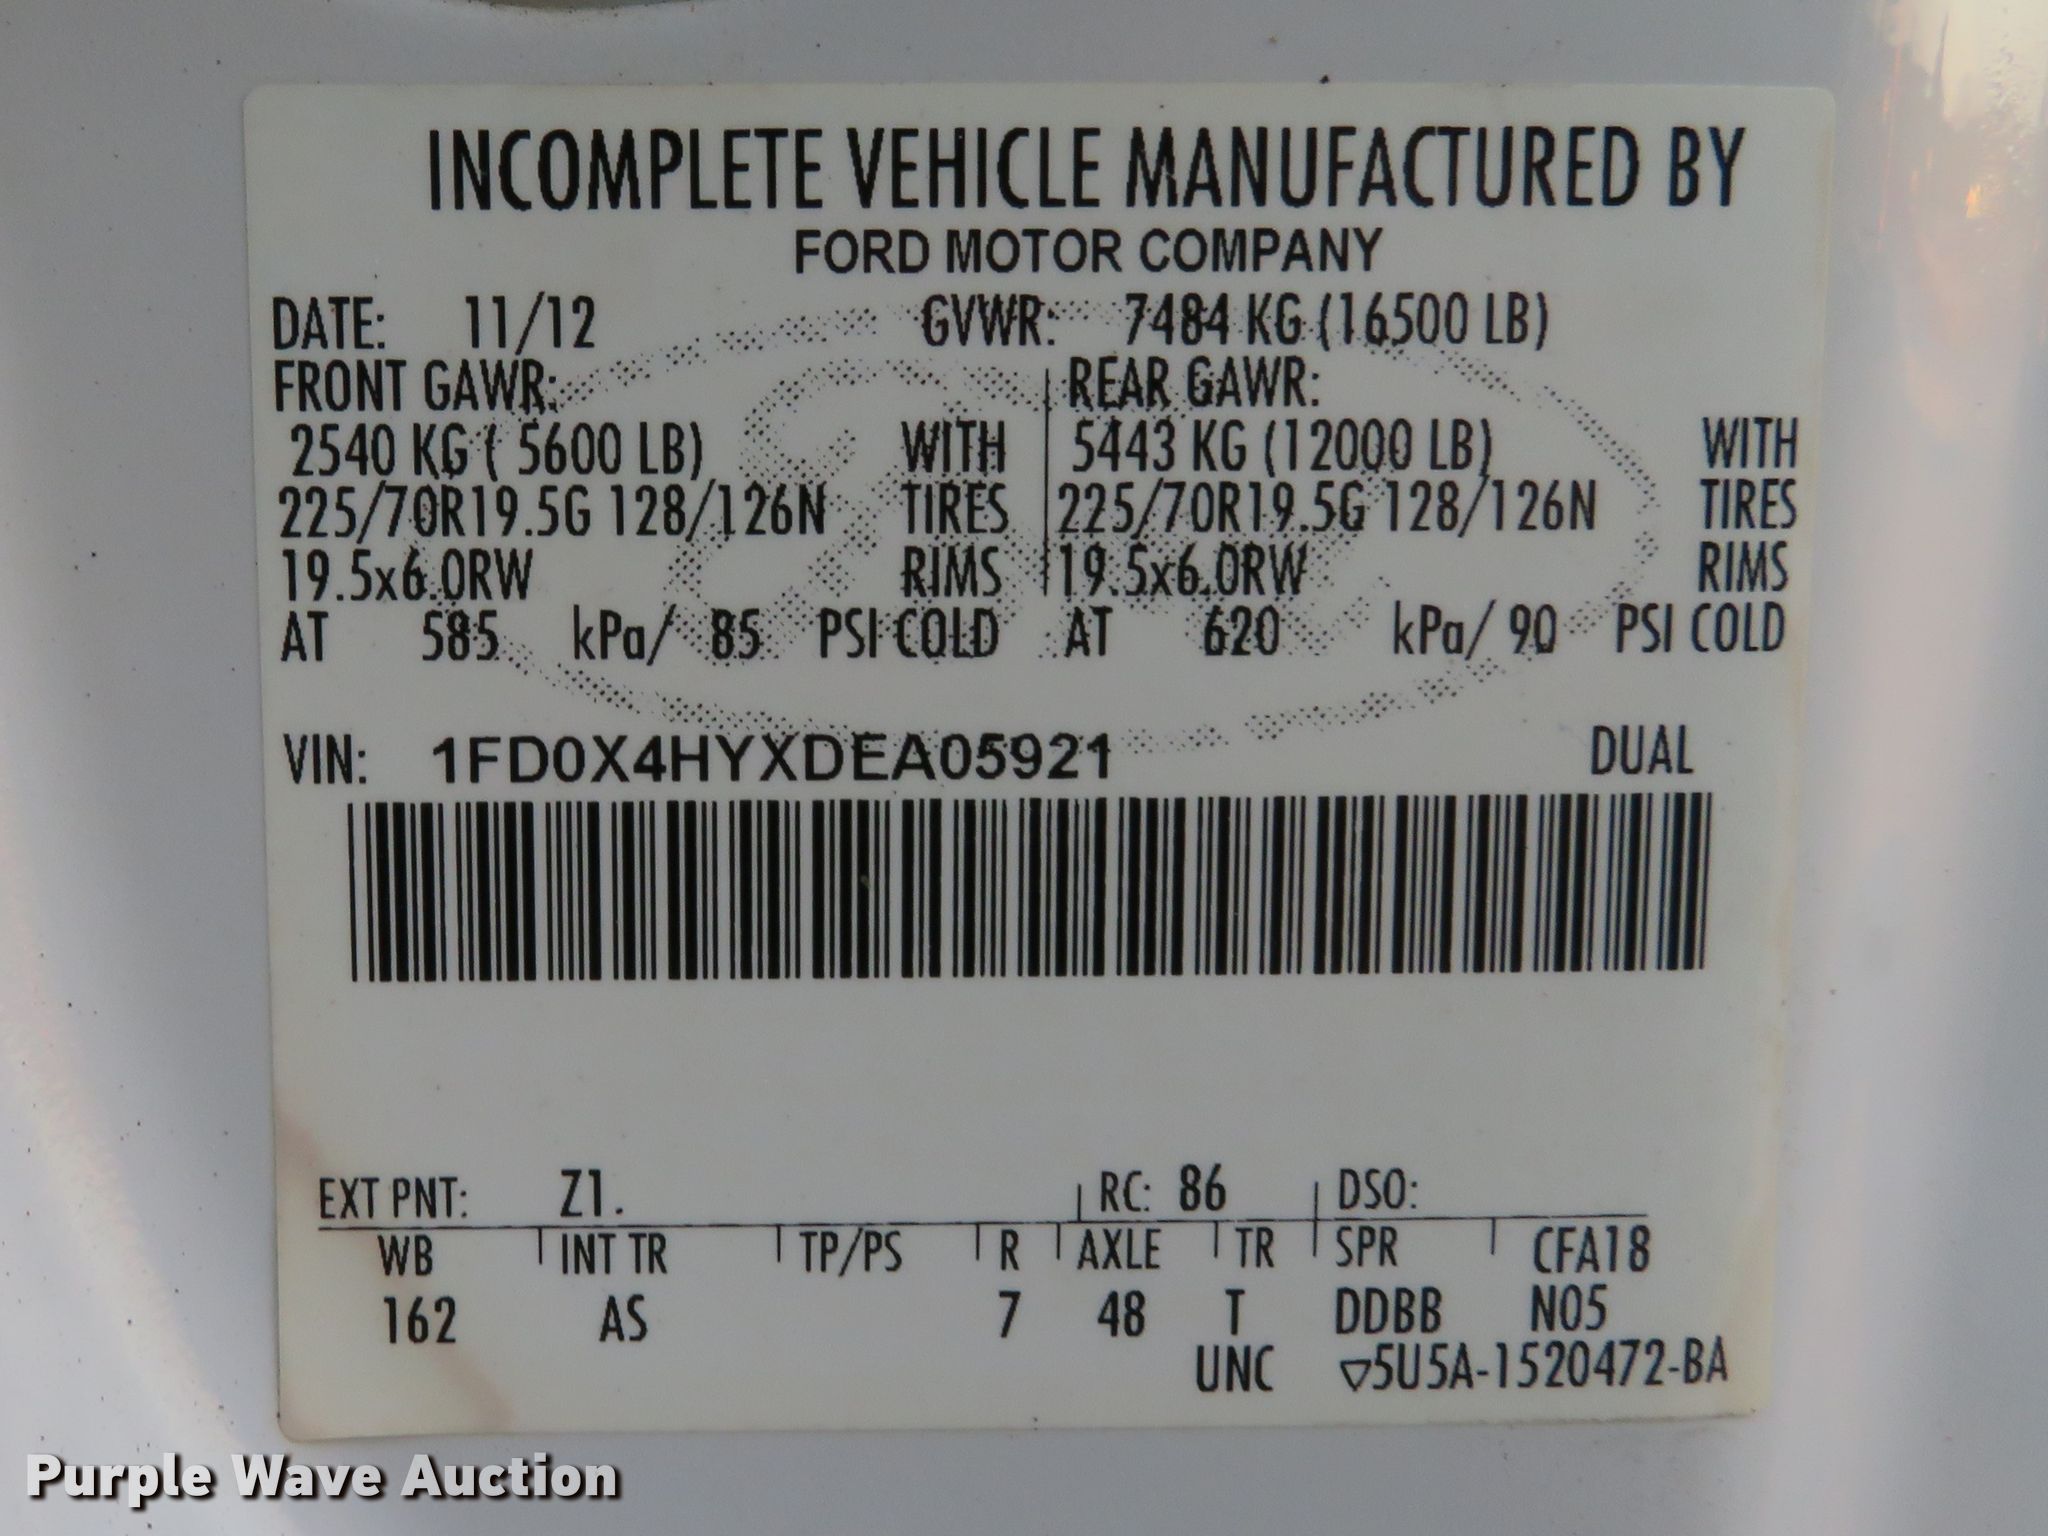 INCOMPLETE VEHICLE MANUFACTURED BY
FORD MOTOR COMPANY
DATE: 11/12 GVWR: 7484 KG (16500 LB)
FRONT GAWR: REAR GAWR:
2540 KG ( 5600 LB) WITH 5443 KG (12000 LB) WITH
225/70R19.5G 128/126N TIRES 225/70R19.5G 128/126N TIRES
19.5x6.0RW RIMS 19.5x6.0RW RIMS
AT 585 kPa/ 85 PSI COLD AT 620 kPa/ 90 PSI COLD
VIN: 1FD0X4HYXDEA05921 DUAL
EXT PNT: Z1. RC: 86 DSO:
WB INT TR TP/PS R AXLE TR SPR CFA18
162 AS 7 48 T DDBB N05
UNC ▽5U5A-1520472-BA
Purple Wave Auction